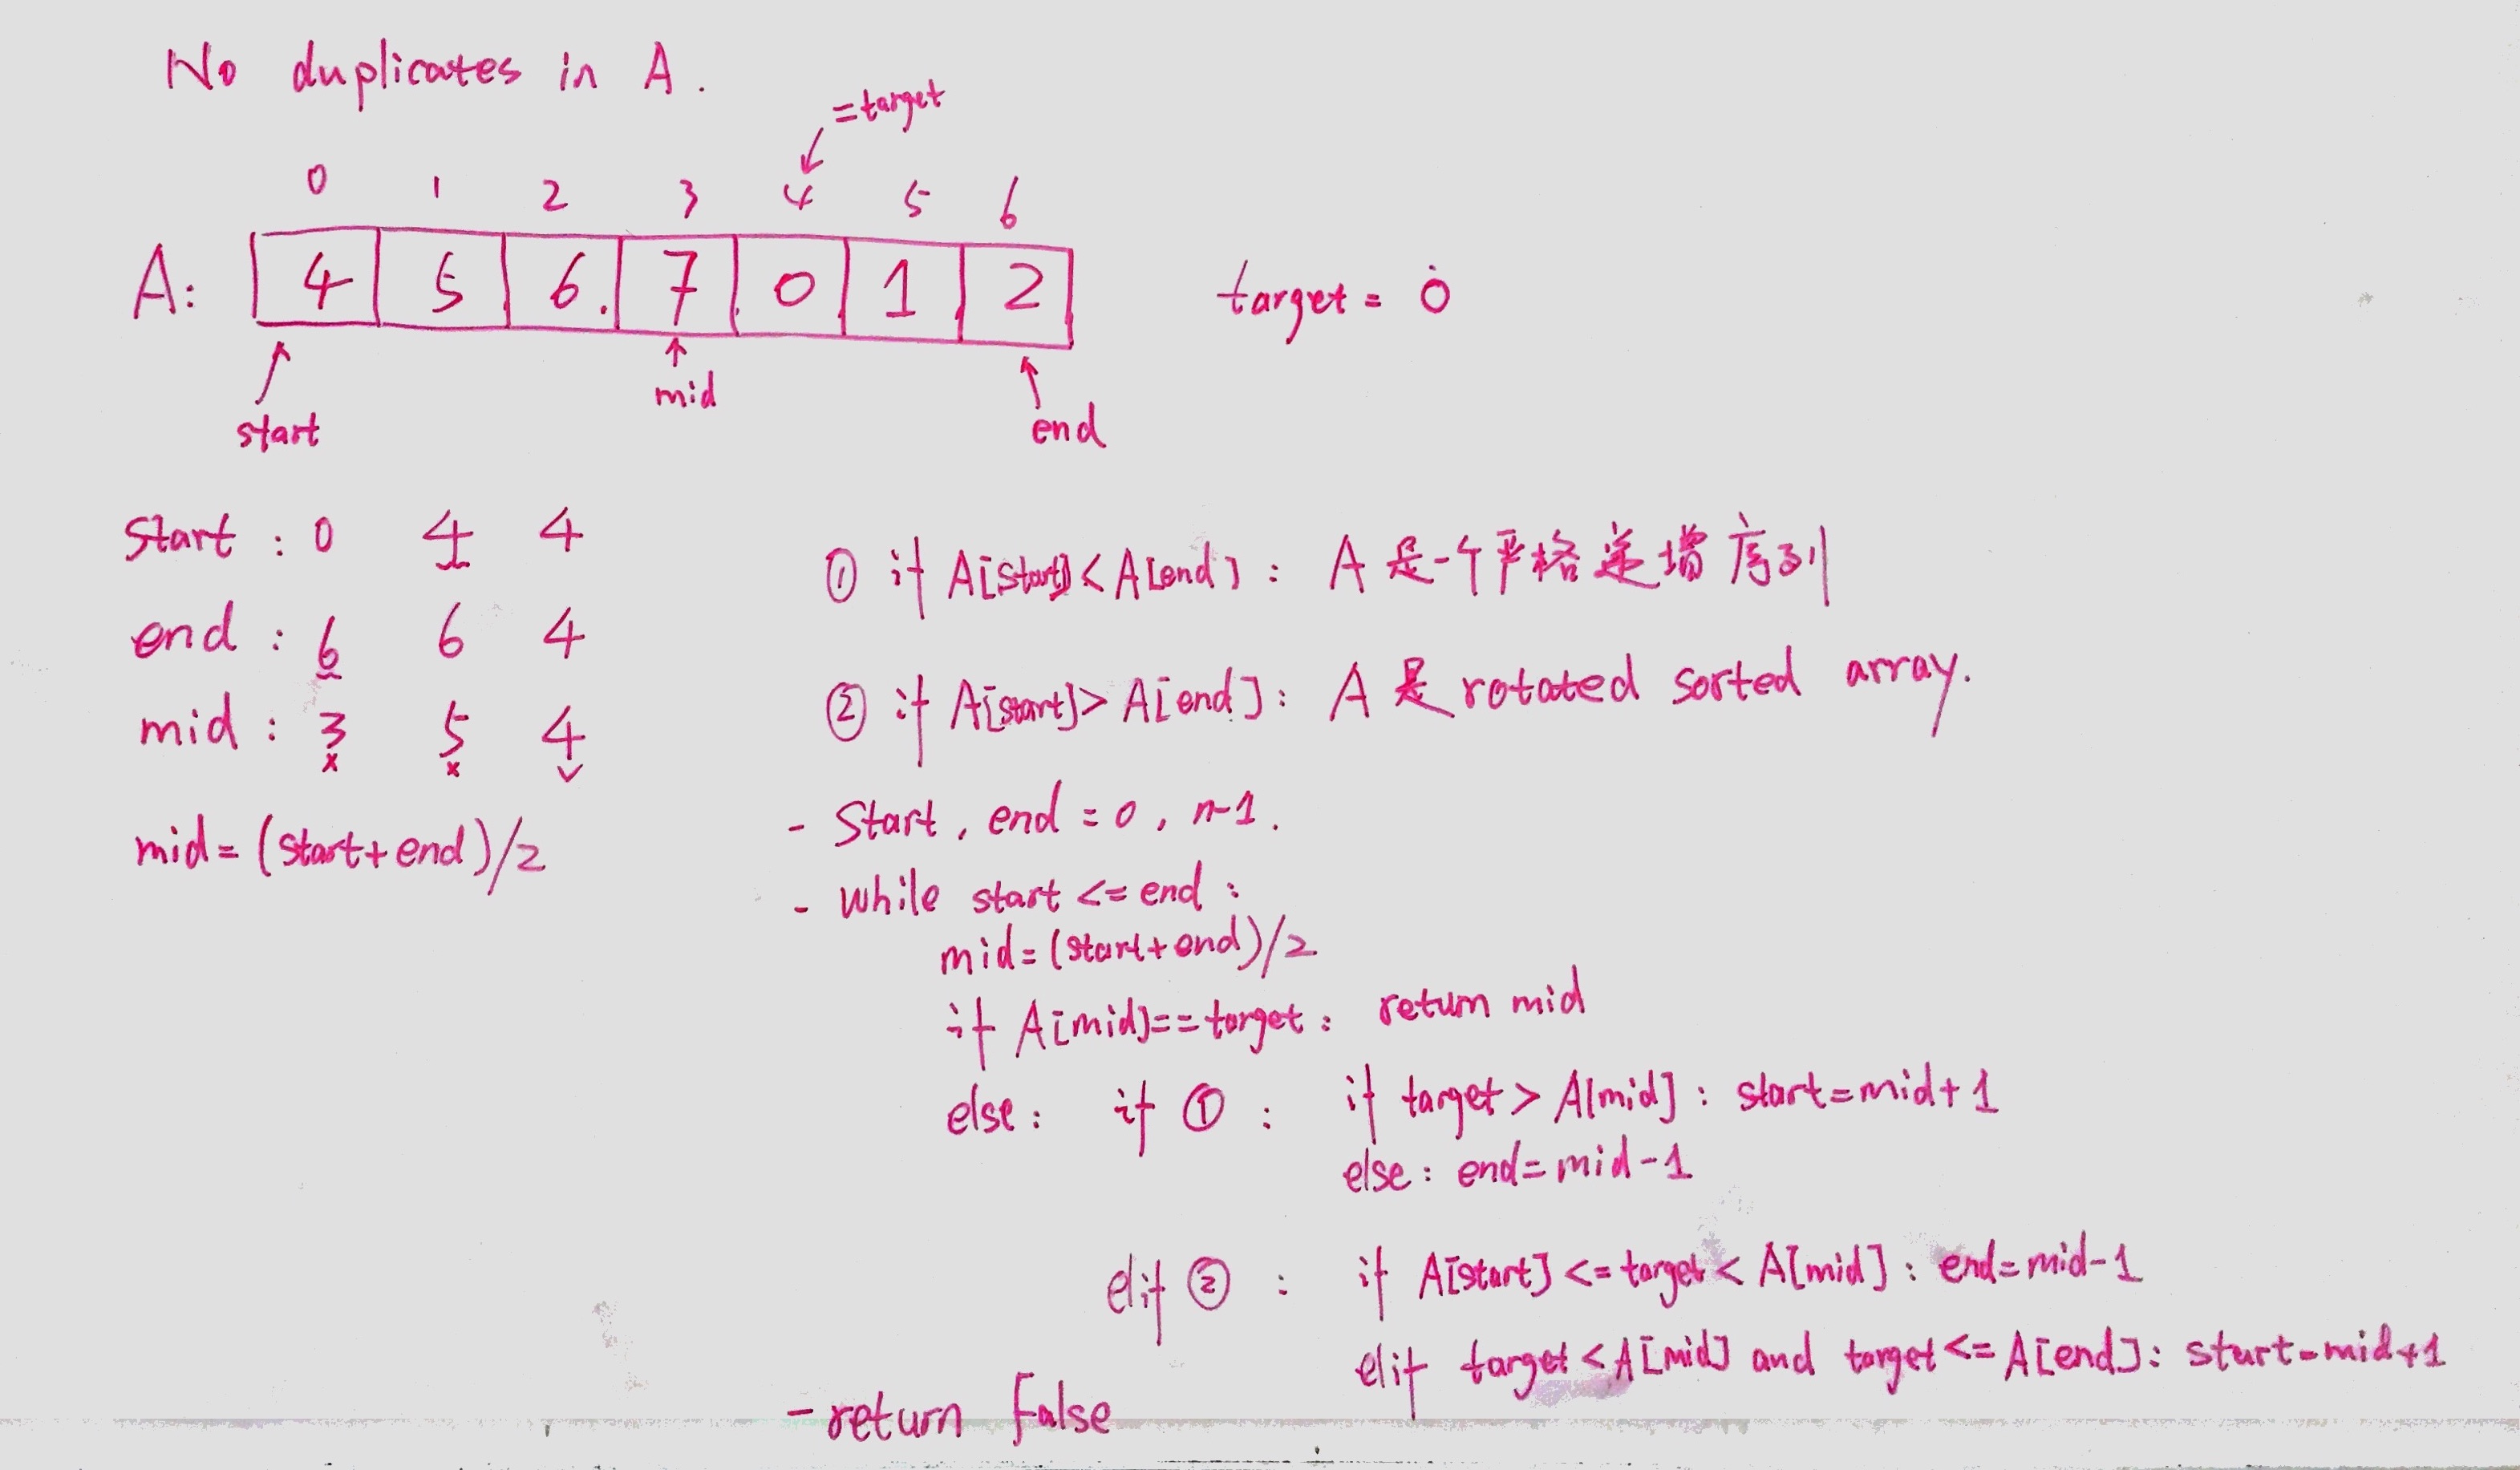 No duplicates in A.
=target
0 1 2 3 4 5 6
A: 4 5 6. 7 0 1 2
target = 0
start
mid
end
start : 0 4 4
end : 6 6 4
mid : 3 5 4
x x ✓
mid=(start+end)/2
① if A[start]<A[end]: A 是一个严格递增序列
② if A[start]>A[end]: A 是 rotated sorted array.
- Start, end = 0, n-1.
- while start <= end :
mid=(start+end)/2
if A[mid]==target: return mid
else: if ① : if target > A[mid]: start=mid+1
else: end=mid-1
elif ② : if A[start] <= target < A[mid]: end=mid-1
elif target < A[mid] and target <= A[end]: start=mid+1
- return False